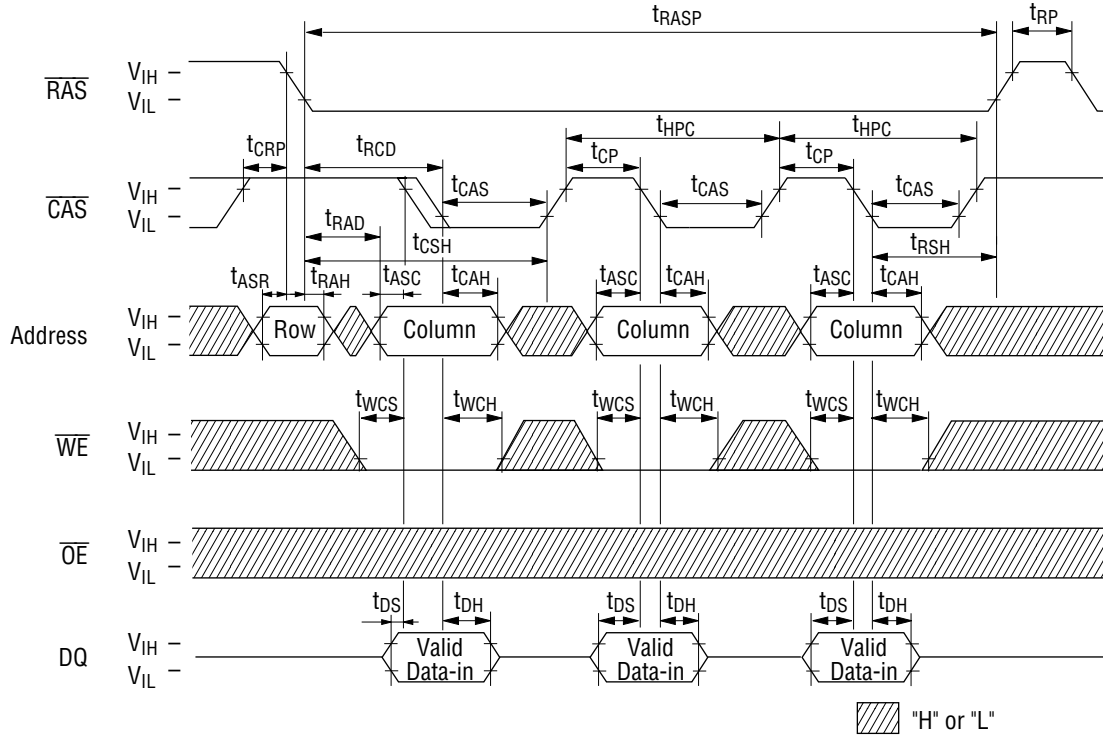 tRASP tRP
RAS VIH VIL
tCRP tRCD tHPC tHPC
tCP tCP
CAS VIH VIL
tCAS tCAS tCAS
tRAD tCSH tRSH
tASR tRAH tASC tCAH tASC tCAH tASC tCAH
Address VIH VIL
Row Column Column Column
tWCS tWCH tWCS tWCH tWCS tWCH
WE VIH VIL
OE VIH VIL
tDS tDH tDS tDH tDS tDH
DQ VIH VIL
Valid Data-in Valid Data-in Valid Data-in
"H" or "L"